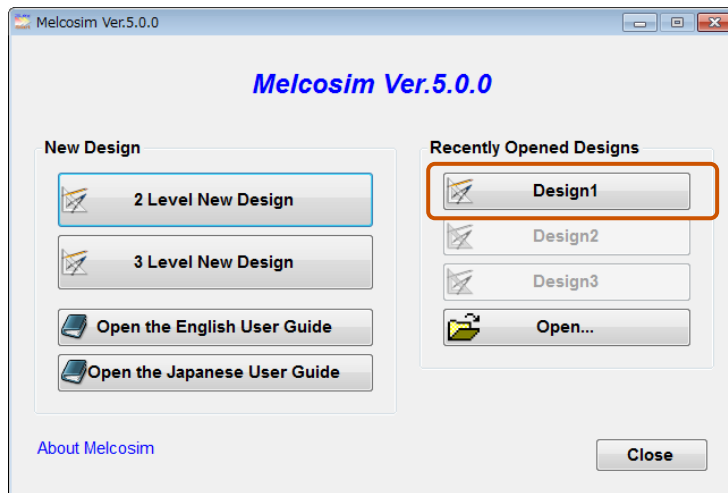 Melcosim Ver.5.0.0
Melcosim Ver.5.0.0
New Design
2 Level New Design
3 Level New Design
Open the English User Guide
Open the Japanese User Guide
Recently Opened Designs
Design1
Design2
Design3
Open...
About Melcosim
Close